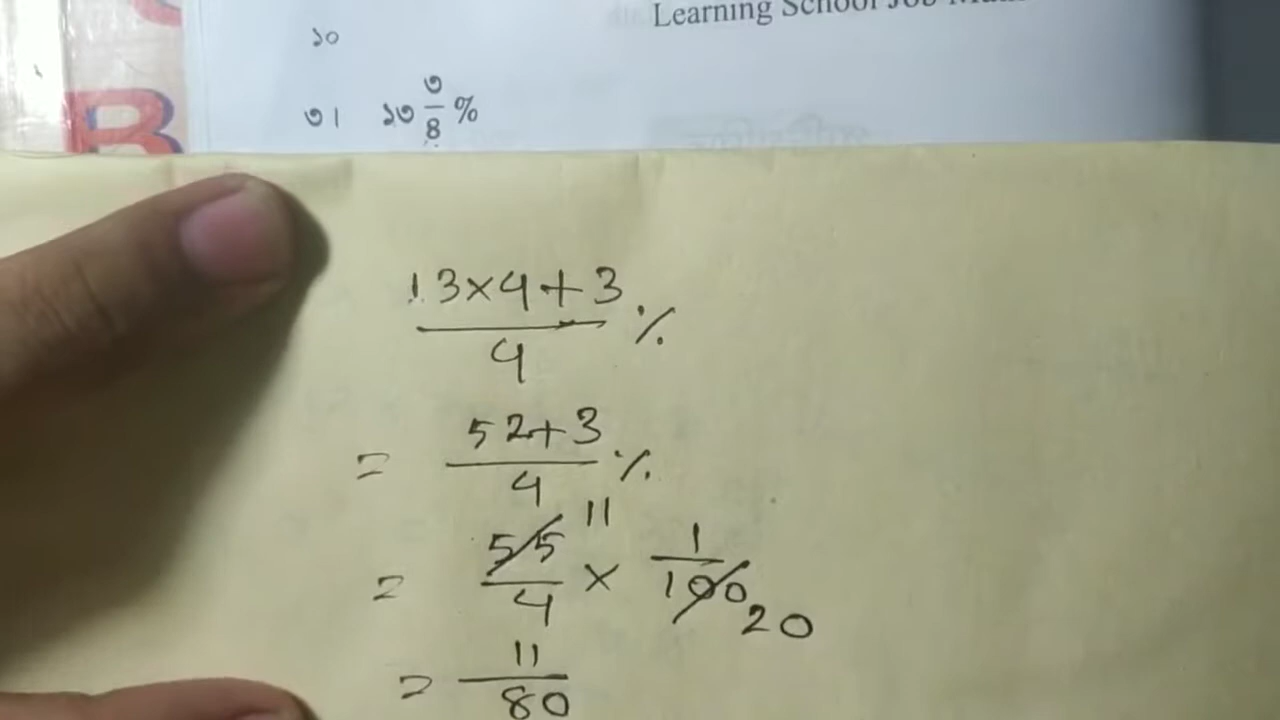 Learning School Job
B
১০
৩। ১৩ ৩/৪ %
13×4+3/4 %
= 52+3/4 %
= 55/4 11 × 1/100 20
= 11/80